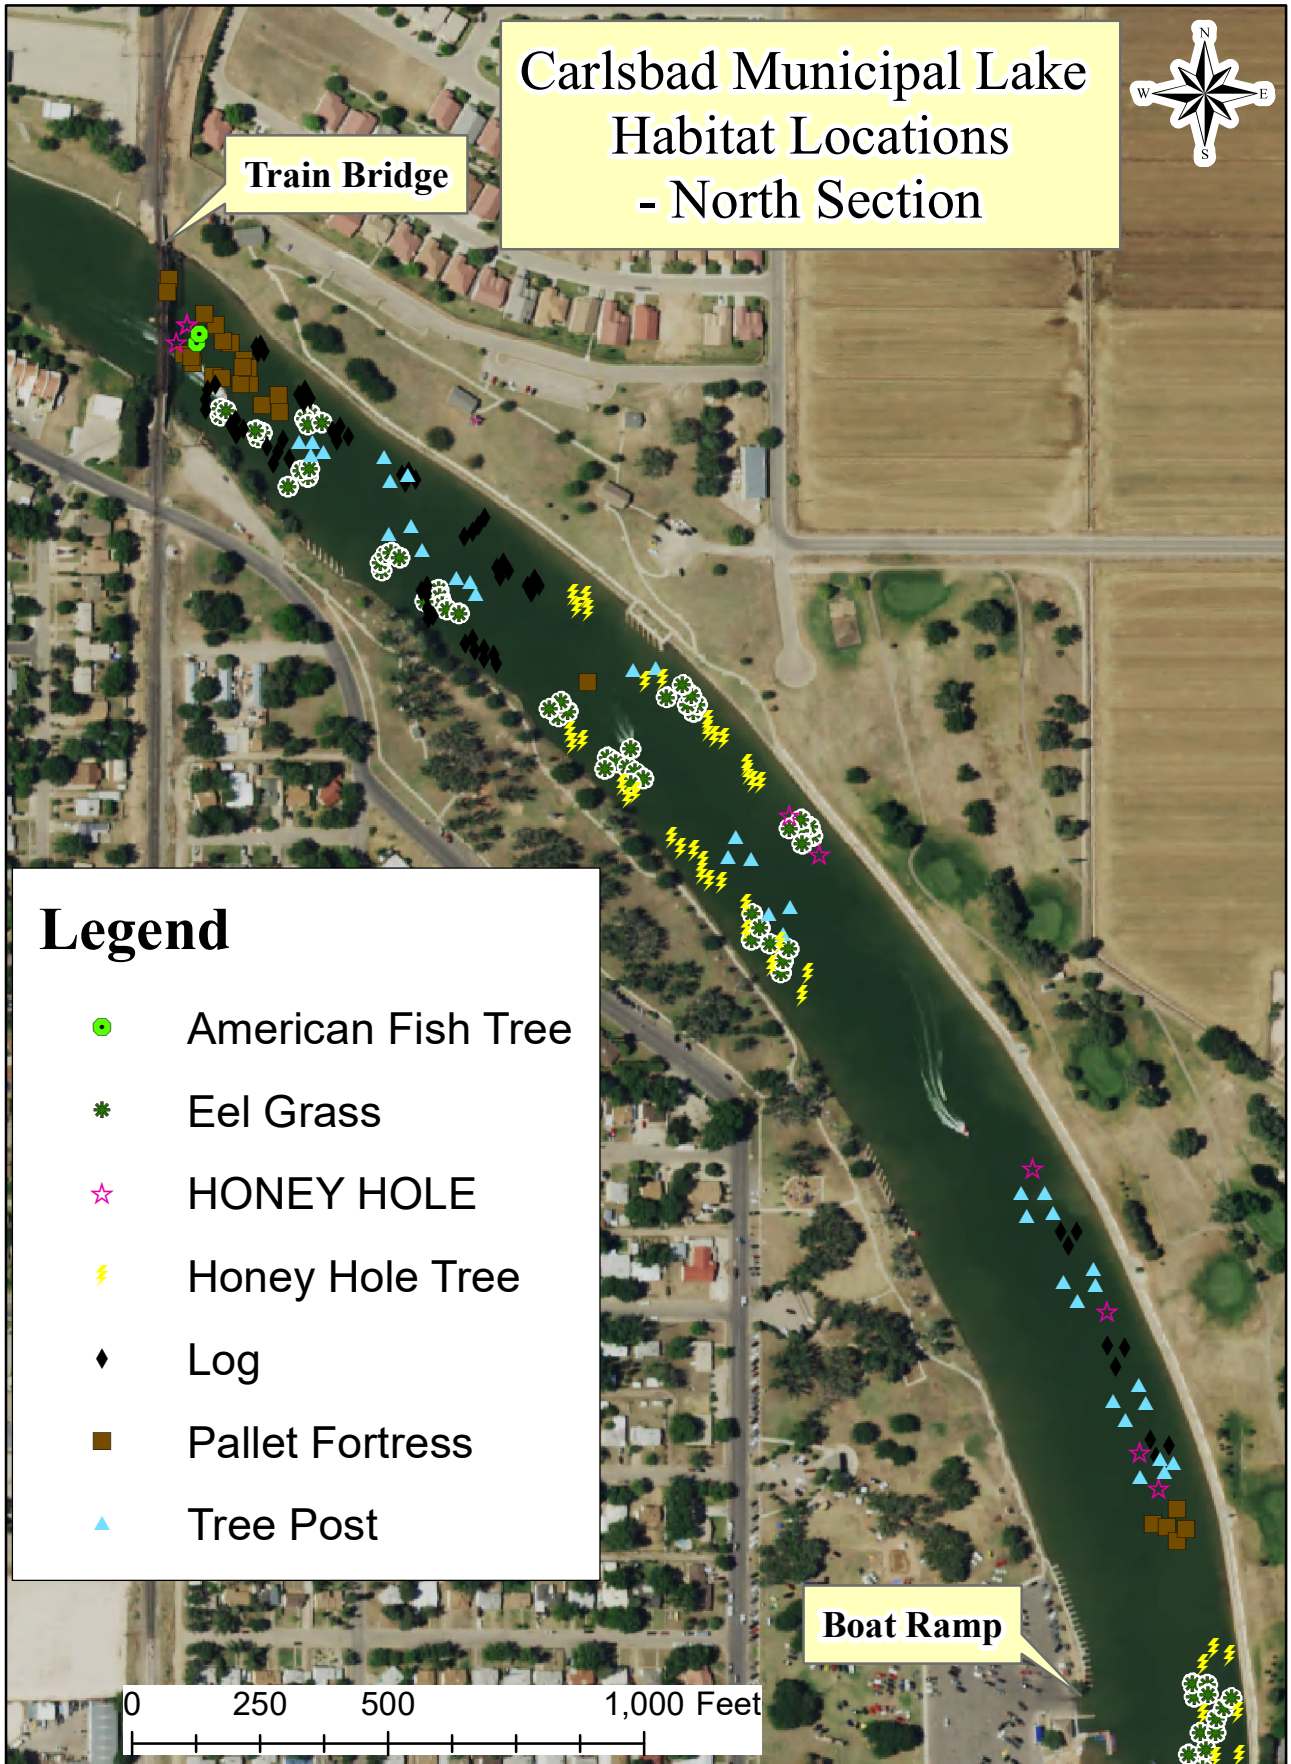 Carlsbad Municipal Lake
Habitat Locations
- North Section
N
W E
S
Train Bridge
Legend
American Fish Tree
Eel Grass
HONEY HOLE
Honey Hole Tree
Log
Pallet Fortress
Tree Post
Boat Ramp
0 250 500 1,000 Feet